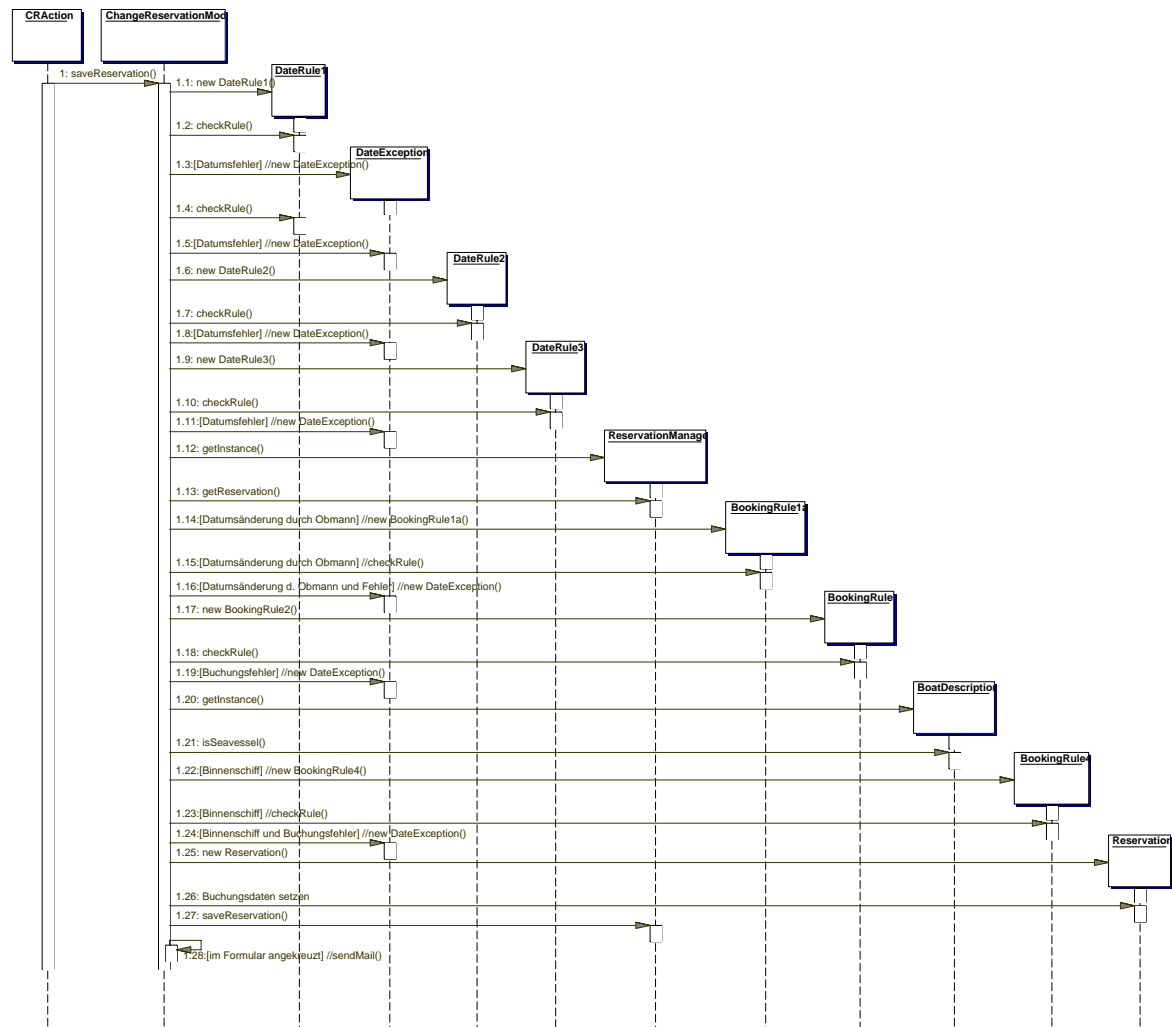 CRAction
ChangeReservationMod
1: saveReservation()
DateRule1
1.1: new DateRule1()
1.2: checkRule()
DateException
1.3:[Datumsfehler] //new DateException()
1.4: checkRule()
1.5:[Datumsfehler] //new DateException()
DateRule2
1.6: new DateRule2()
1.7: checkRule()
1.8:[Datumsfehler] //new DateException()
DateRule3
1.9: new DateRule3()
1.10: checkRule()
1.11:[Datumsfehler] //new DateException()
ReservationManage
1.12: getInstance()
1.13: getReservation()
BookingRule1a
1.14:[Datumsänderung durch Obmann] //new BookingRule1a()
1.15:[Datumsänderung durch Obmann] //checkRule()
1.16:[Datumsänderung d. Obmann und Fehler] //new DateException()
BookingRule
1.17: new BookingRule2()
1.18: checkRule()
1.19:[Buchungsfehler] //new DateException()
BoatDescription
1.20: getInstance()
1.21: isSeavessel()
BookingRule4
1.22:[Binnenschiff] //new BookingRule4()
1.23:[Binnenschiff] //checkRule()
1.24:[Binnenschiff und Buchungsfehler] //new DateException()
Reservation
1.25: new Reservation()
1.26: Buchungsdaten setzen
1.27: saveReservation()
1.28:[im Formular angekreuzt] //sendMail()